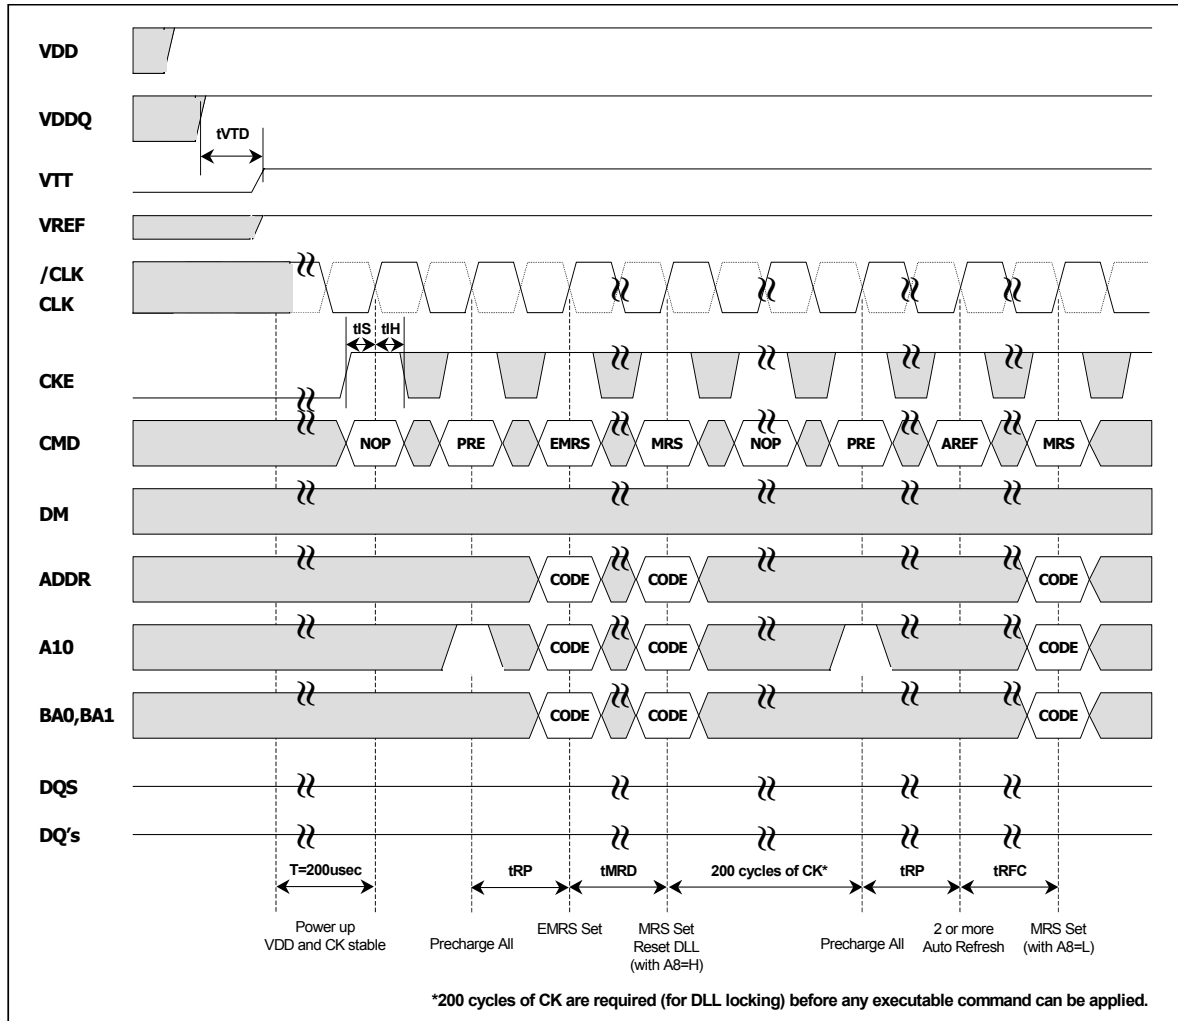 VDD
VDDQ
tVTD
VTT
VREF
/CLK
CLK
tIS tIH
CKE
CMD NOP PRE EMRS MRS NOP PRE AREF MRS
DM
ADDR CODE CODE CODE
A10 CODE CODE CODE
BA0,BA1 CODE CODE CODE
DQS
DQ's
T=200usec tRP tMRD 200 cycles of CK* tRP tRFC
Power up
VDD and CK stable
Precharge All
EMRS Set
MRS Set
Reset DLL
(with A8=H)
Precharge All
2 or more
Auto Refresh
MRS Set
(with A8=L)
*200 cycles of CK are required (for DLL locking) before any executable command can be applied.